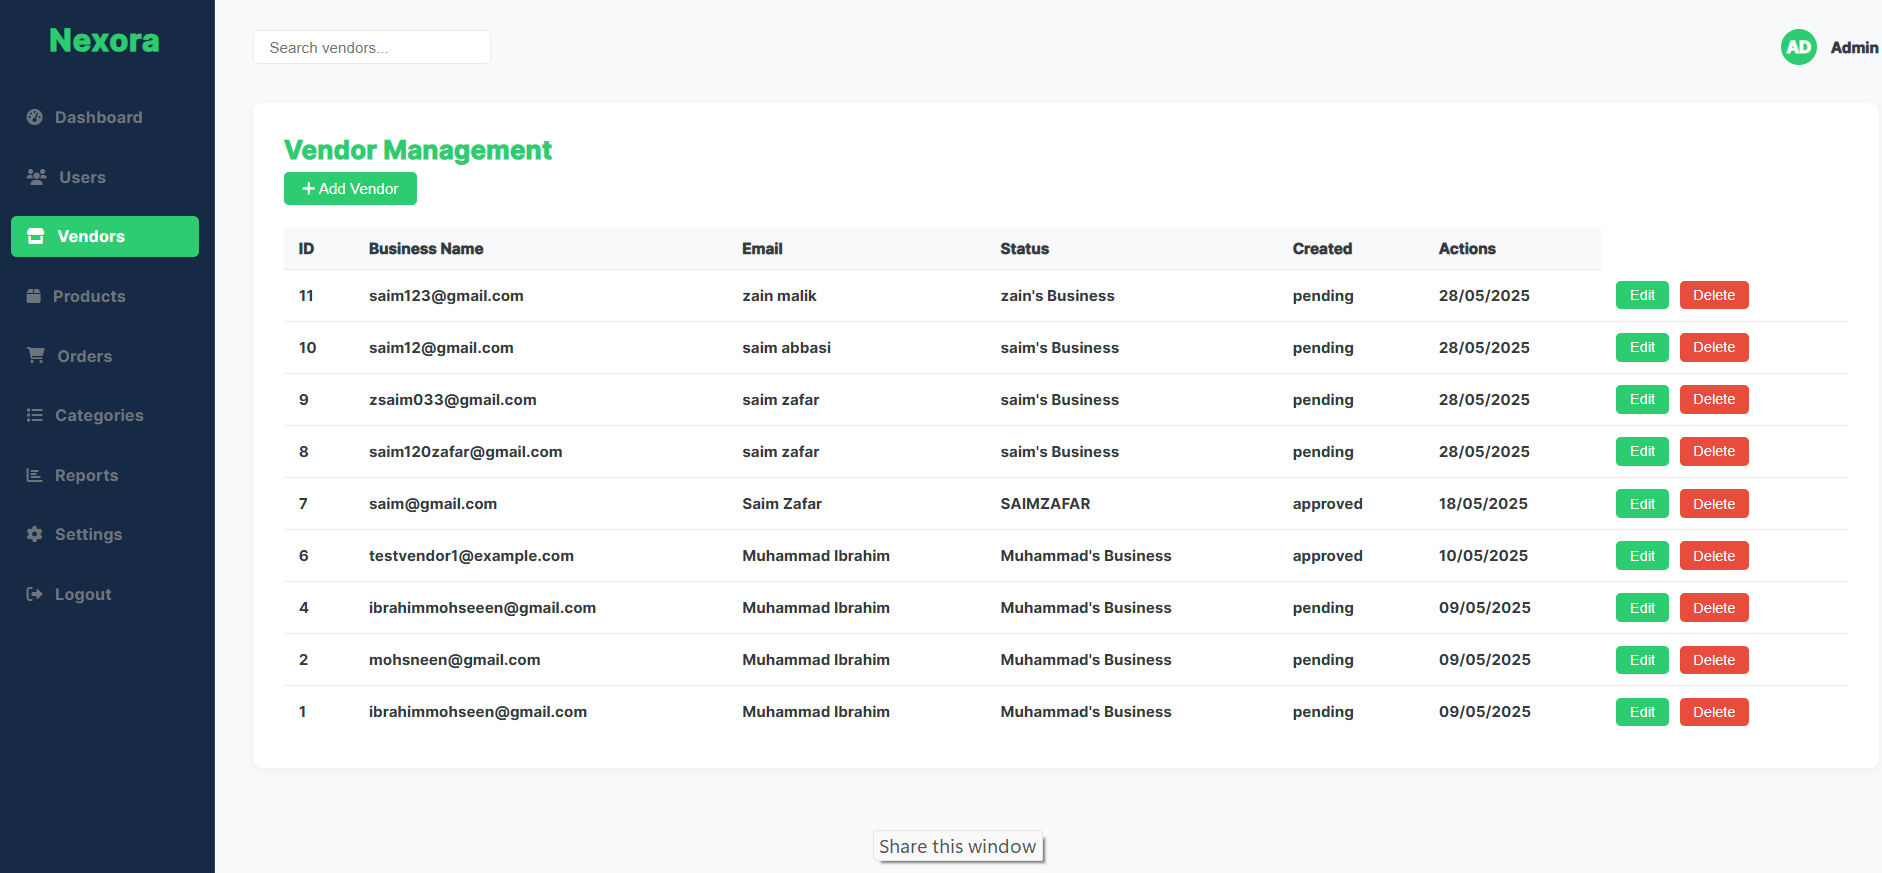 Nexora
Search vendors...
AD Admin
Dashboard
Users
Vendors
Products
Orders
Categories
Reports
Settings
Logout
Vendor Management
+ Add Vendor
ID Business Name Email Status Created Actions
11 saim123@gmail.com zain malik zain's Business pending 28/05/2025 Edit Delete
10 saim12@gmail.com saim abbasi saim's Business pending 28/05/2025 Edit Delete
9 zsaim033@gmail.com saim zafar saim's Business pending 28/05/2025 Edit Delete
8 saim120zafar@gmail.com saim zafar saim's Business pending 28/05/2025 Edit Delete
7 saim@gmail.com Saim Zafar SAIMZAFAR approved 18/05/2025 Edit Delete
6 testvendor1@example.com Muhammad Ibrahim Muhammad's Business approved 10/05/2025 Edit Delete
4 ibrahimmohseeen@gmail.com Muhammad Ibrahim Muhammad's Business pending 09/05/2025 Edit Delete
2 mohsneen@gmail.com Muhammad Ibrahim Muhammad's Business pending 09/05/2025 Edit Delete
1 ibrahimmohseen@gmail.com Muhammad Ibrahim Muhammad's Business pending 09/05/2025 Edit Delete
Share this window